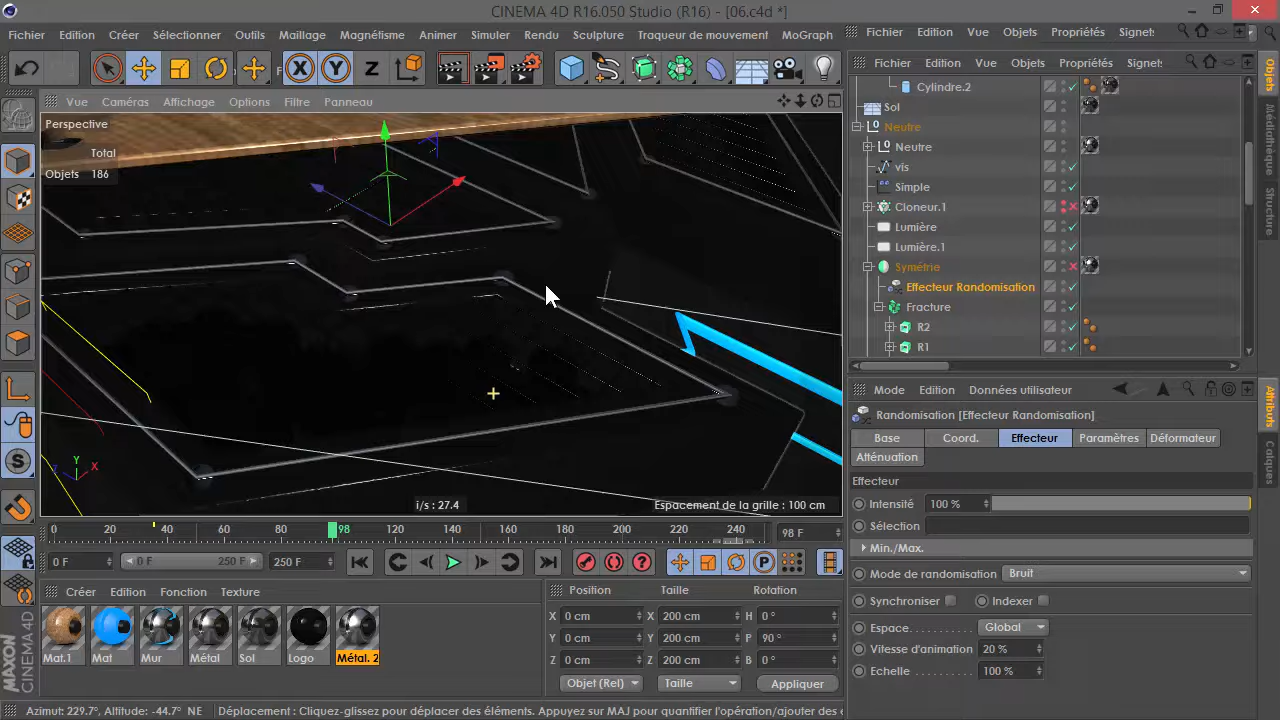 CINEMA 4D R16.050 Studio (R16) - [06.c4d *]
Fichier Edition Créer Sélectionner Outils Maillage Magnétisme Animer Simuler Rendu Sculpture Traqueur de mouvement MoGraph
Fichier Edition Vue Objets Propriétés Signet
Fichier Edition Vue Objets Propriétés Signet
Vue Caméras Affichage Options Filtre Panneau
Perspective
Total
Objets 186
Y
Z X
i/s : 27.4
Espacement de la grille : 100 cm
Cylindre.2
Sol
Neutre
Neutre
vis
Simple
Cloneur.1
Lumière
Lumière.1
Symétrie
Effecteur Randomisation
Fracture
R2
R1
Objets
Médiathèque
Structure
Mode Edition Données utilisateur
Randomisation [Effecteur Randomisation]
Base Coord. Effecteur Paramètres Déformateur
Atténuation
Effecteur
Intensité 100 %
Sélection
Min./Max.
Mode de randomisation Bruit
Synchroniser Indexer
Espace Global
Vitesse d'animation 20 %
Echelle 100 %
Attributs
Calques
0 20 40 60 80 98 120 140 160 180 200 220 240 98 F
0 F 0 F 250 F 250 F
Créer Edition Fonction Texture
Mat.1 Mat Mur Métal Sol Logo Métal. 2
Position Taille Rotation
X 0 cm X 200 cm H 0 °
Y 0 cm Y 200 cm P 90 °
Z 0 cm Z 200 cm B 0 °
Objet (Rel) Taille Appliquer
MAXON
CINEMA 4D
Azimut: 229.7°, Altitude: -44.7° NE Déplacement : Cliquez-glissez pour déplacer des éléments. Appuyez sur MAJ pour quantifier l'opération/ajouter des e